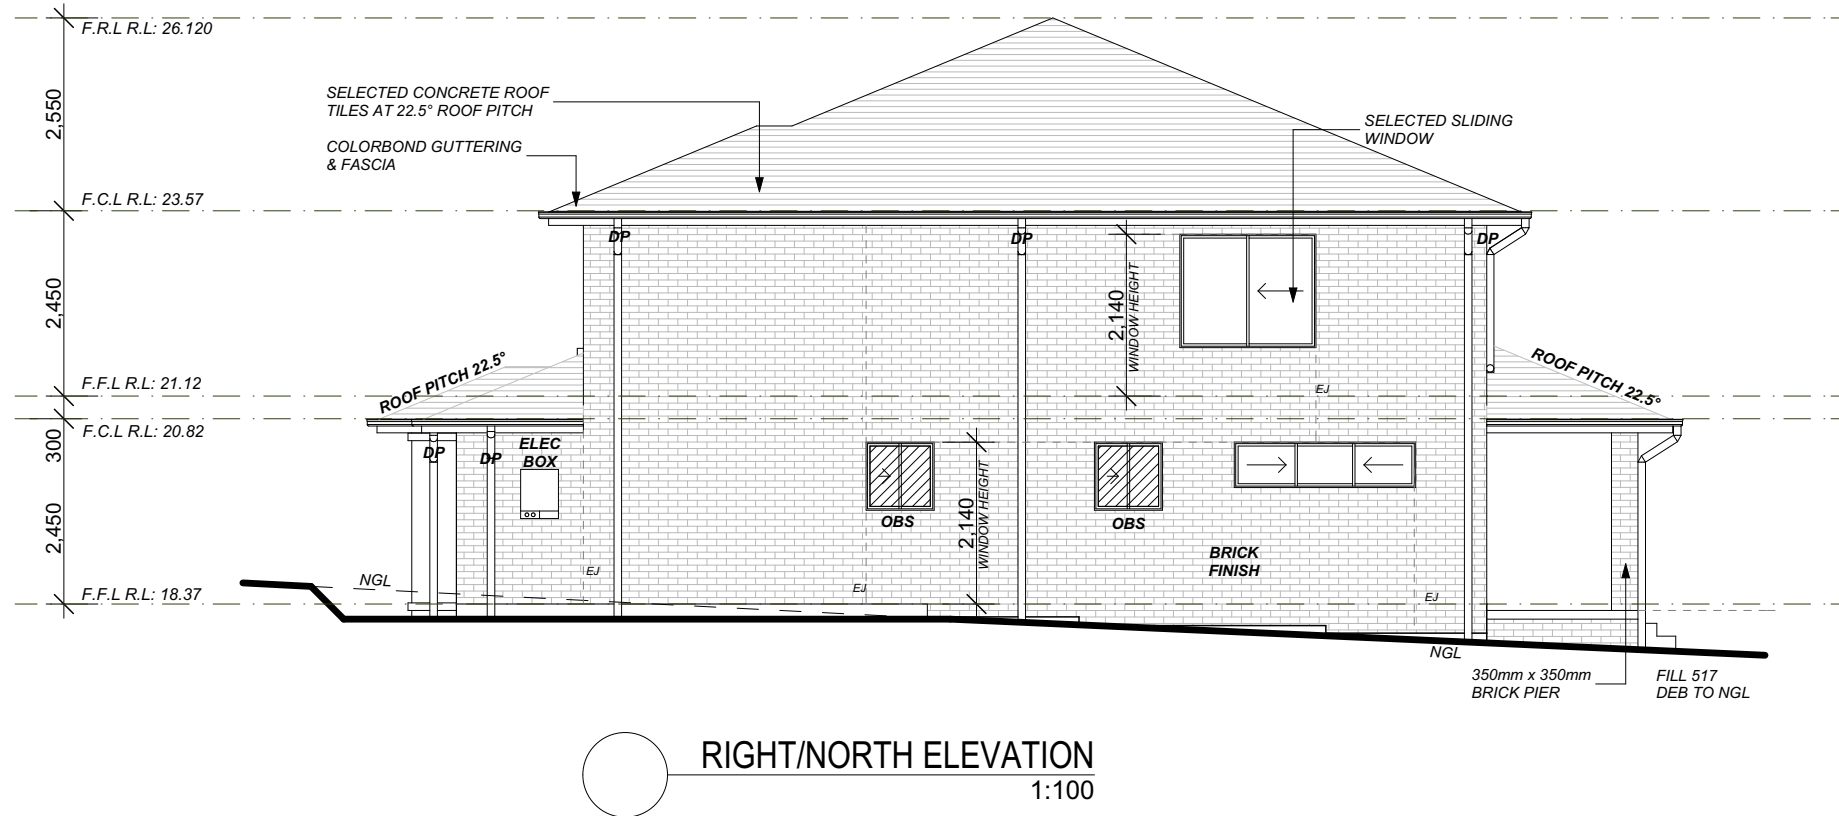 F.R.L R.L: 26.120
2,550
SELECTED CONCRETE ROOF
TILES AT 22.5° ROOF PITCH
SELECTED SLIDING
WINDOW
COLORBOND GUTTERING
& FASCIA
F.C.L R.L: 23.57
DP
DP
DP
2,450
2,140
WINDOW HEIGHT
ROOF PITCH 22.5°
ROOF PITCH 22.5°
F.F.L R.L: 21.12
EJ
F.C.L R.L: 20.82
300
DP
DP
ELEC
BOX
2,450
OBS
2,140
WINDOW HEIGHT
OBS
BRICK
FINISH
NGL
EJ
EJ
EJ
F.F.L R.L: 18.37
NGL
350mm x 350mm
BRICK PIER
FILL 517
DEB TO NGL
RIGHT/NORTH ELEVATION
1:100